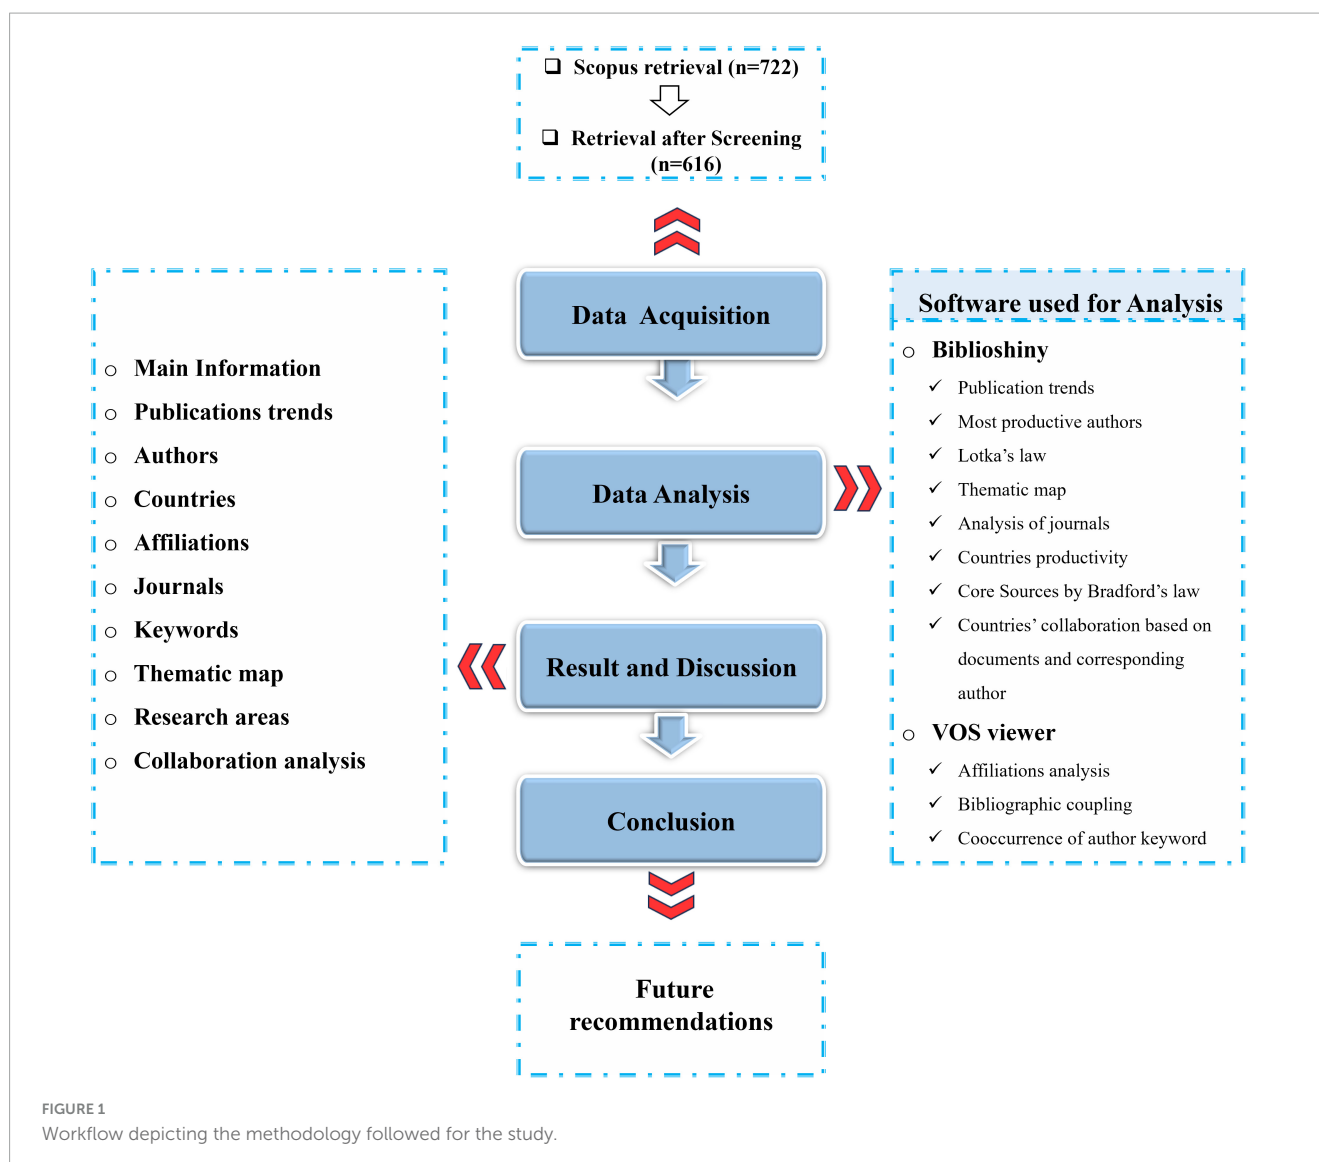 Scopus retrieval (n=722)
Retrieval after Screening
(n=616)
Data Acquisition
Data Analysis
Result and Discussion
Conclusion
Future
recommendations
Main Information
Publications trends
Authors
Countries
Affiliations
Journals
Keywords
Thematic map
Research areas
Collaboration analysis
Software used for Analysis
Biblioshiny
Publication trends
Most productive authors
Lotka's law
Thematic map
Analysis of journals
Countries productivity
Core Sources by Bradford's law
Countries' collaboration based on
documents and corresponding
author
VOS viewer
Affiliations analysis
Bibliographic coupling
Cooccurrence of author keyword
FIGURE 1
Workflow depicting the methodology followed for the study.